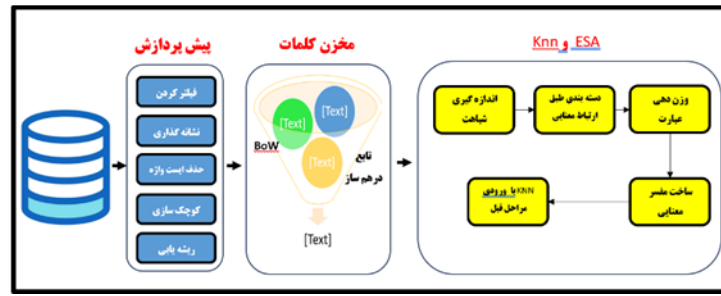 پیش پردازش
فیلتر کردن
نشانه گذاری
حذف ایست واژه
کوچک سازی
ریشه یابی
مخزن کلمات
[Text]
[Text]
BoW
[Text]
تابع
درهم ساز
[Text]
Knn و ESA
اندازه گیری
شباهت
دسته بندی طبق
ارتباط معنایی
وزن دهی
عبارت
ساخت مفسر
معنایی
KNN با ورودی
مراحل قبل